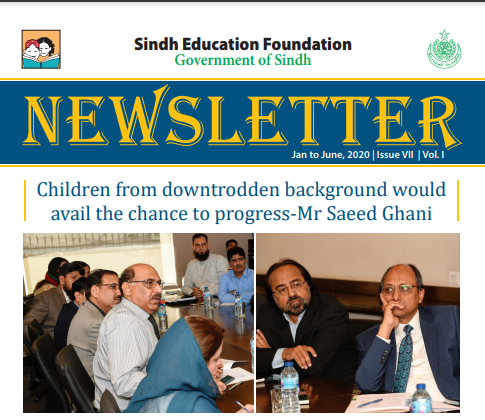 Sindh Education Foundation
Government of Sindh
NEWSLETTER
Jan to June, 2020 | Issue VII | Vol. I
Children from downtrodden background would
avail the chance to progress-Mr Saeed Ghani